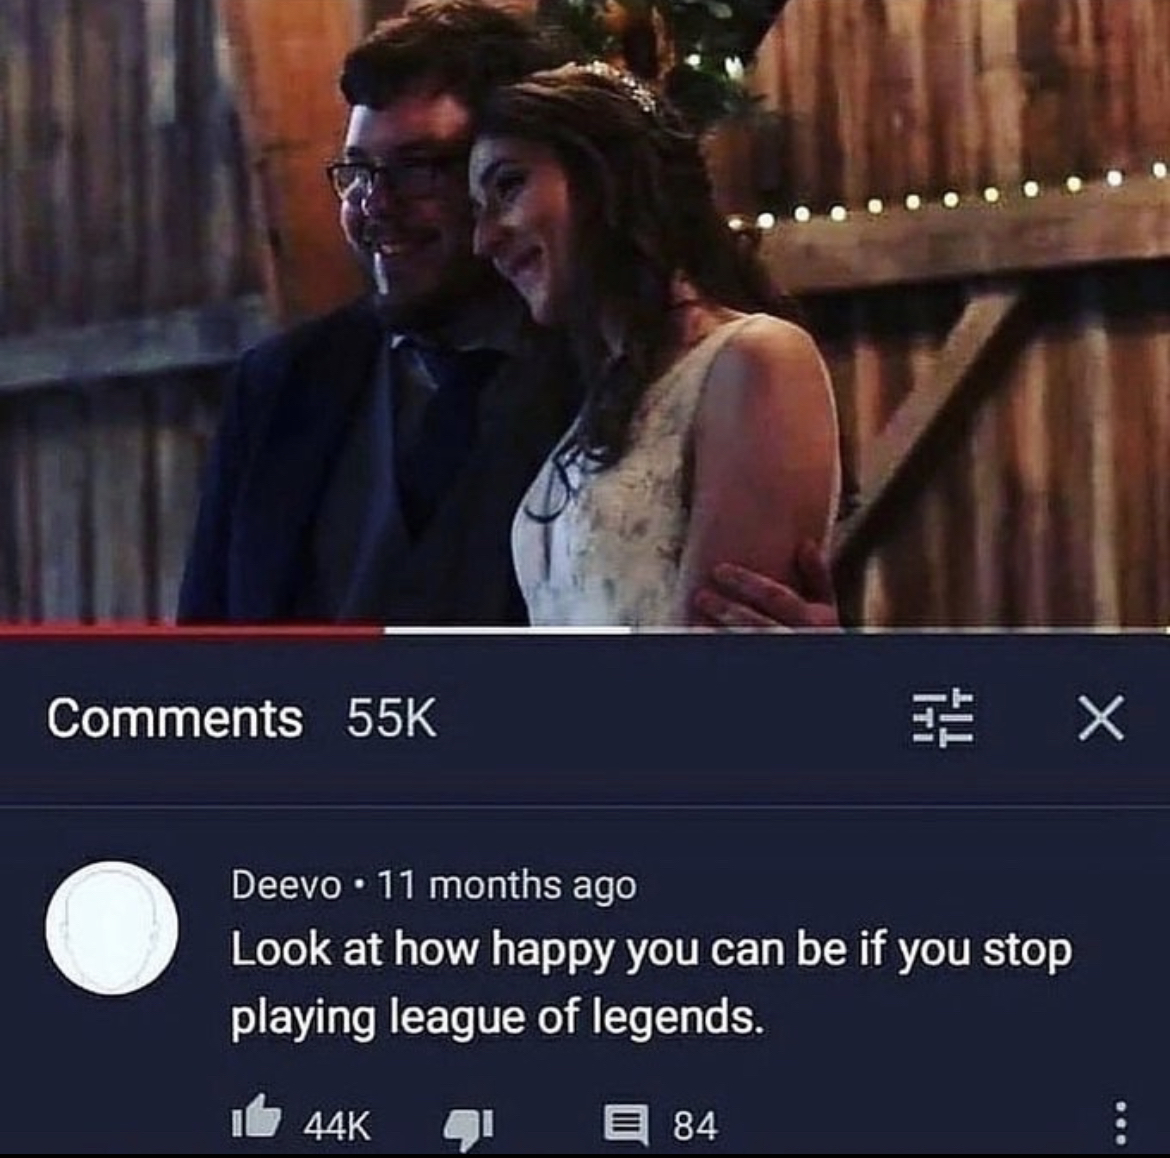 Comments 55K
Deevo • 11 months ago
Look at how happy you can be if you stop
playing league of legends.
44K 84